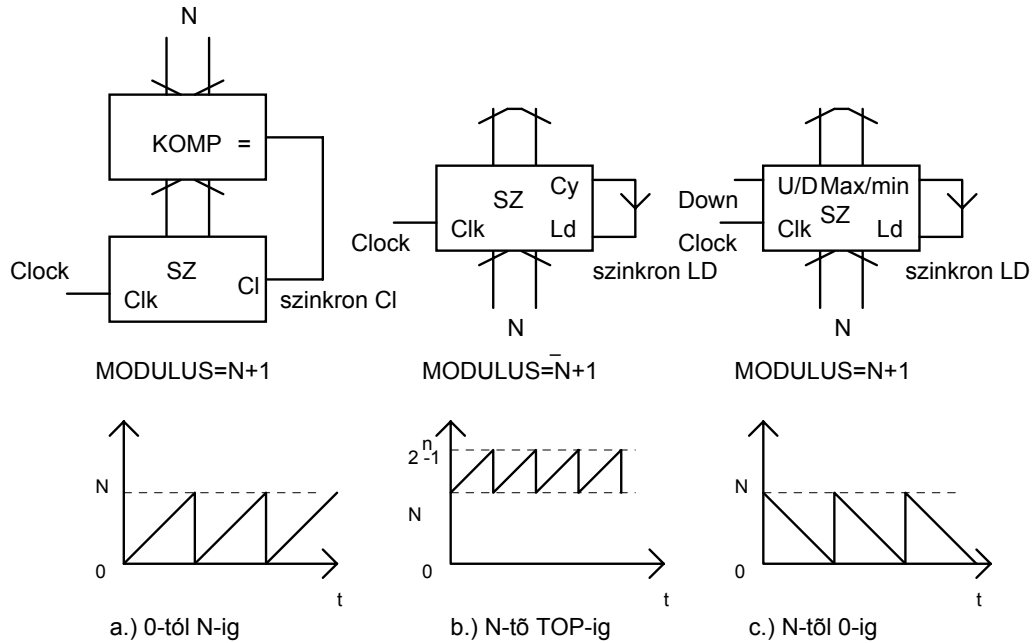 N
KOMP =
SZ
Clock
Clk
Cl
szinkron Cl
MODULUS=N+1
N
2 -1
n
N
0
t
a.) 0-tól N-ig
SZ
Cy
Clk
Ld
Clock
szinkron LD
N
MODULUS=N̅+1
N
0
t
b.) N-tõ TOP-ig
U/D Max/min
Down
SZ
Clk
Ld
Clock
szinkron LD
N
MODULUS=N+1
N
0
t
c.) N-tõl 0-ig